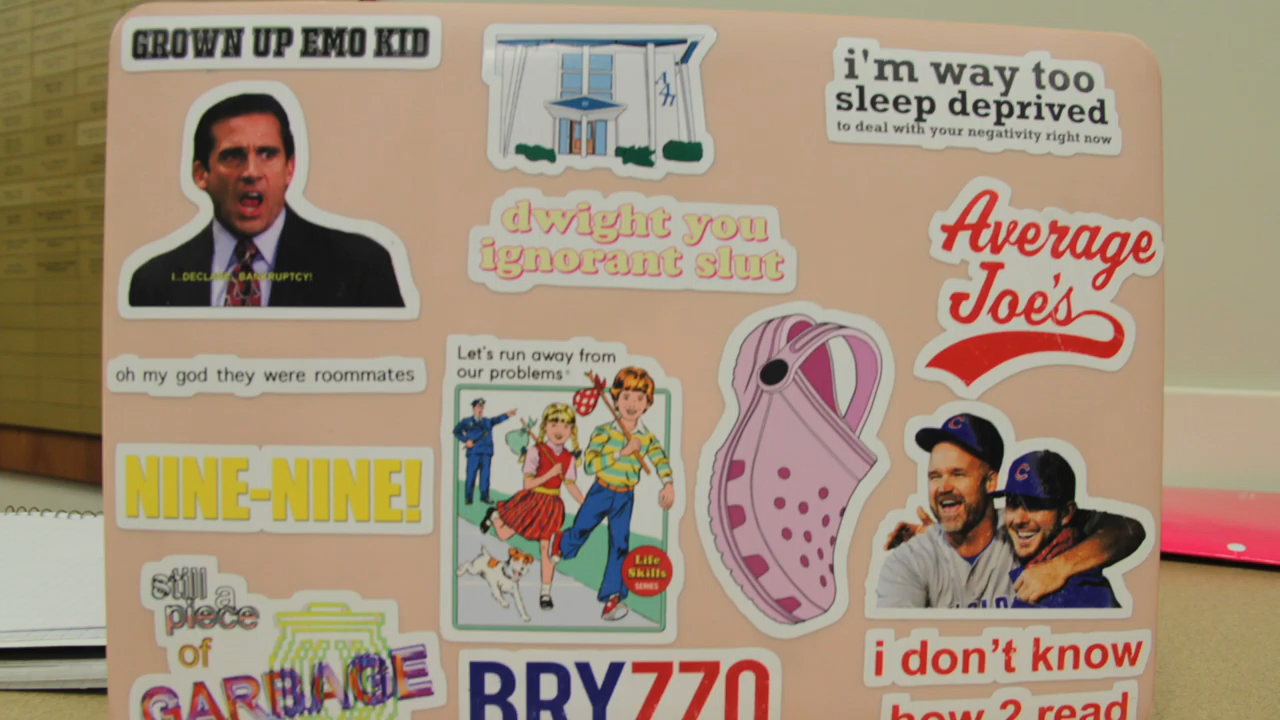 GROWN UP EMO KID
i'm way too
sleep deprived
to deal with your negativity right now
I...DECLARE...BANKRUPTCY!
dwight you
ignorant slut
Average
Joe's
oh my god they were roommates
Let's run away from
our problems
Life
Skills
SERIES
C
C
NINE-NINE!
still a
piece
of
GARBAGE
BRYZZO
i don't know
how 2 read